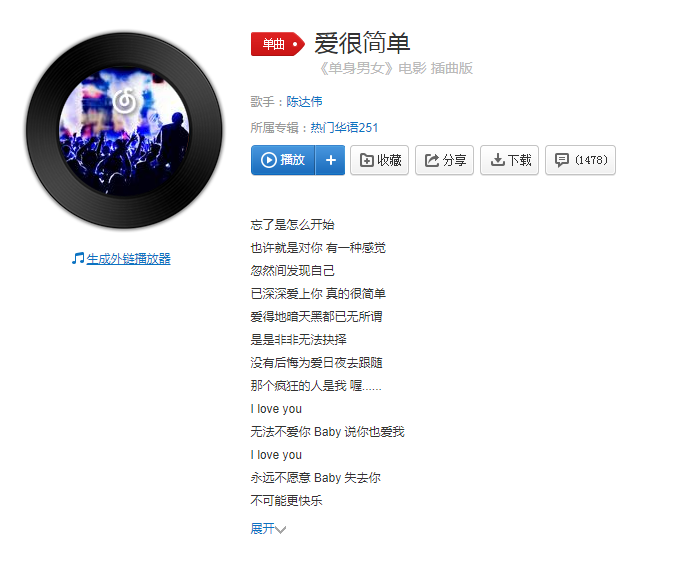 单曲 爱很简单
《单身男女》电影 插曲版
歌手：陈达伟
所属专辑：热门华语251
播放 + 收藏 分享 下载 (1478)
生成外链播放器
忘了是怎么开始
也许就是对你 有一种感觉
忽然间发现自己
已深深爱上你 真的很简单
爱得地暗天黑都已无所谓
是是非非无法抉择
没有后悔为爱日夜去跟随
那个疯狂的人是我 喔……
I love you
无法不爱你 Baby 说你也爱我
I love you
永远不愿意 Baby 失去你
不可能更快乐
展开